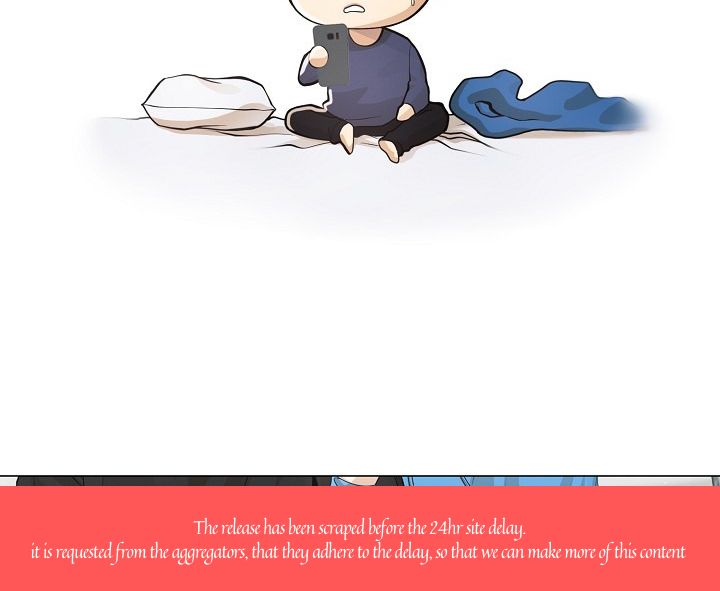 The release has been scraped before the 24hr site delay.
it is requested from the aggregators, that they adhere to the delay, so that we can make more of this content